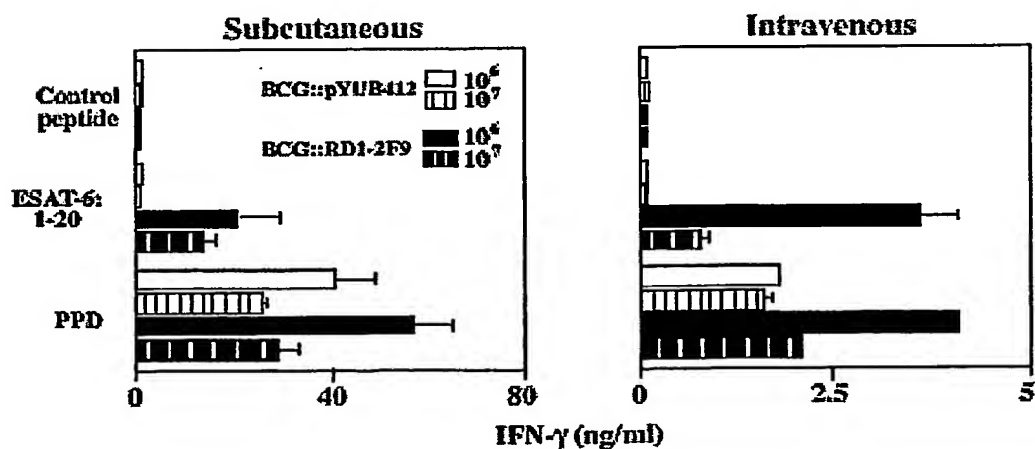 Subcutaneous
Intravenous
Control
peptide
BCG::pYUB412
10⁶
10⁷
BCG::RD1-2F9
10⁶
10⁷
ESAT-6:
1-20
PPD
0 40 80
0 2.5 5
IFN-γ (ng/ml)